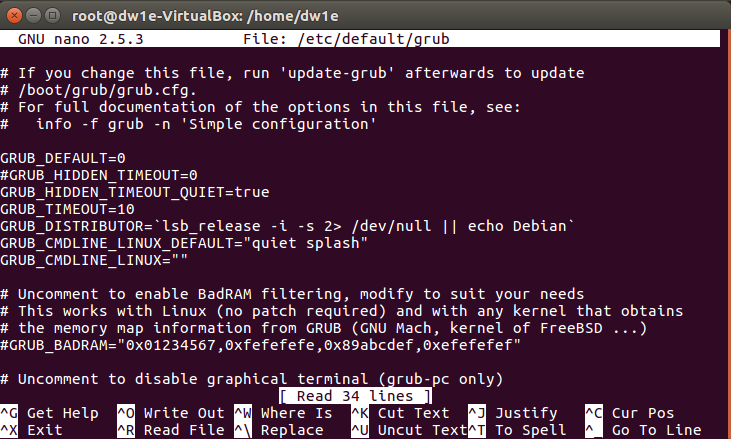 root@dw1e-VirtualBox: /home/dw1e
GNU nano 2.5.3 File: /etc/default/grub
# If you change this file, run 'update-grub' afterwards to update
# /boot/grub/grub.cfg.
# For full documentation of the options in this file, see:
#   info -f grub -n 'Simple configuration'
GRUB_DEFAULT=0
#GRUB_HIDDEN_TIMEOUT=0
GRUB_HIDDEN_TIMEOUT_QUIET=true
GRUB_TIMEOUT=10
GRUB_DISTRIBUTOR=`lsb_release -i -s 2> /dev/null || echo Debian`
GRUB_CMDLINE_LINUX_DEFAULT="quiet splash"
GRUB_CMDLINE_LINUX=""
# Uncomment to enable BadRAM filtering, modify to suit your needs
# This works with Linux (no patch required) and with any kernel that obtains
# the memory map information from GRUB (GNU Mach, kernel of FreeBSD ...)
#GRUB_BADRAM="0x01234567,0xfefefefe,0x89abcdef,0xefefefef"
# Uncomment to disable graphical terminal (grub-pc only)
[ Read 34 lines ]
^G Get Help ^O Write Out ^W Where Is ^K Cut Text ^J Justify ^C Cur Pos
^X Exit ^R Read File ^\ Replace ^U Uncut Text^T To Spell ^_ Go To Line